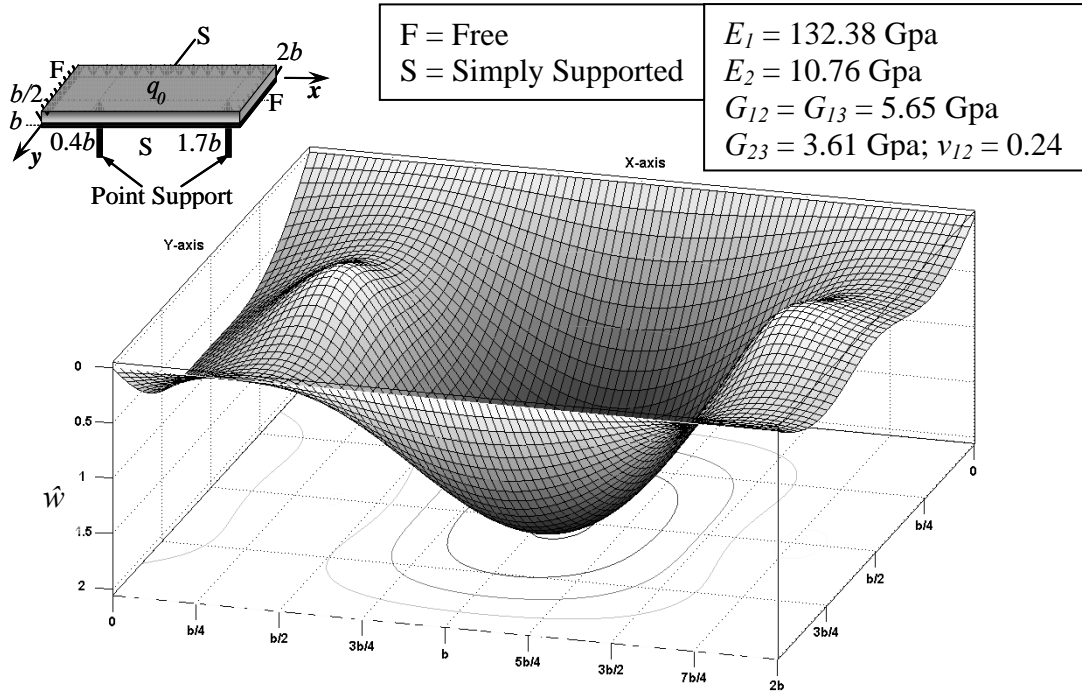 S
2b
F
q0
x
b/2
F
b
0.4b
S
1.7b
y
Point Support
F = Free
S = Simply Supported
E1 = 132.38 Gpa
E2 = 10.76 Gpa
G12 = G13 = 5.65 Gpa
G23 = 3.61 Gpa; ν12 = 0.24
X-axis
Y-axis
0
0.5
1
1.5
2
ŵ
0
b/4
b/2
3b/4
0
b/4
b/2
3b/4
b
5b/4
3b/2
7b/4
2b